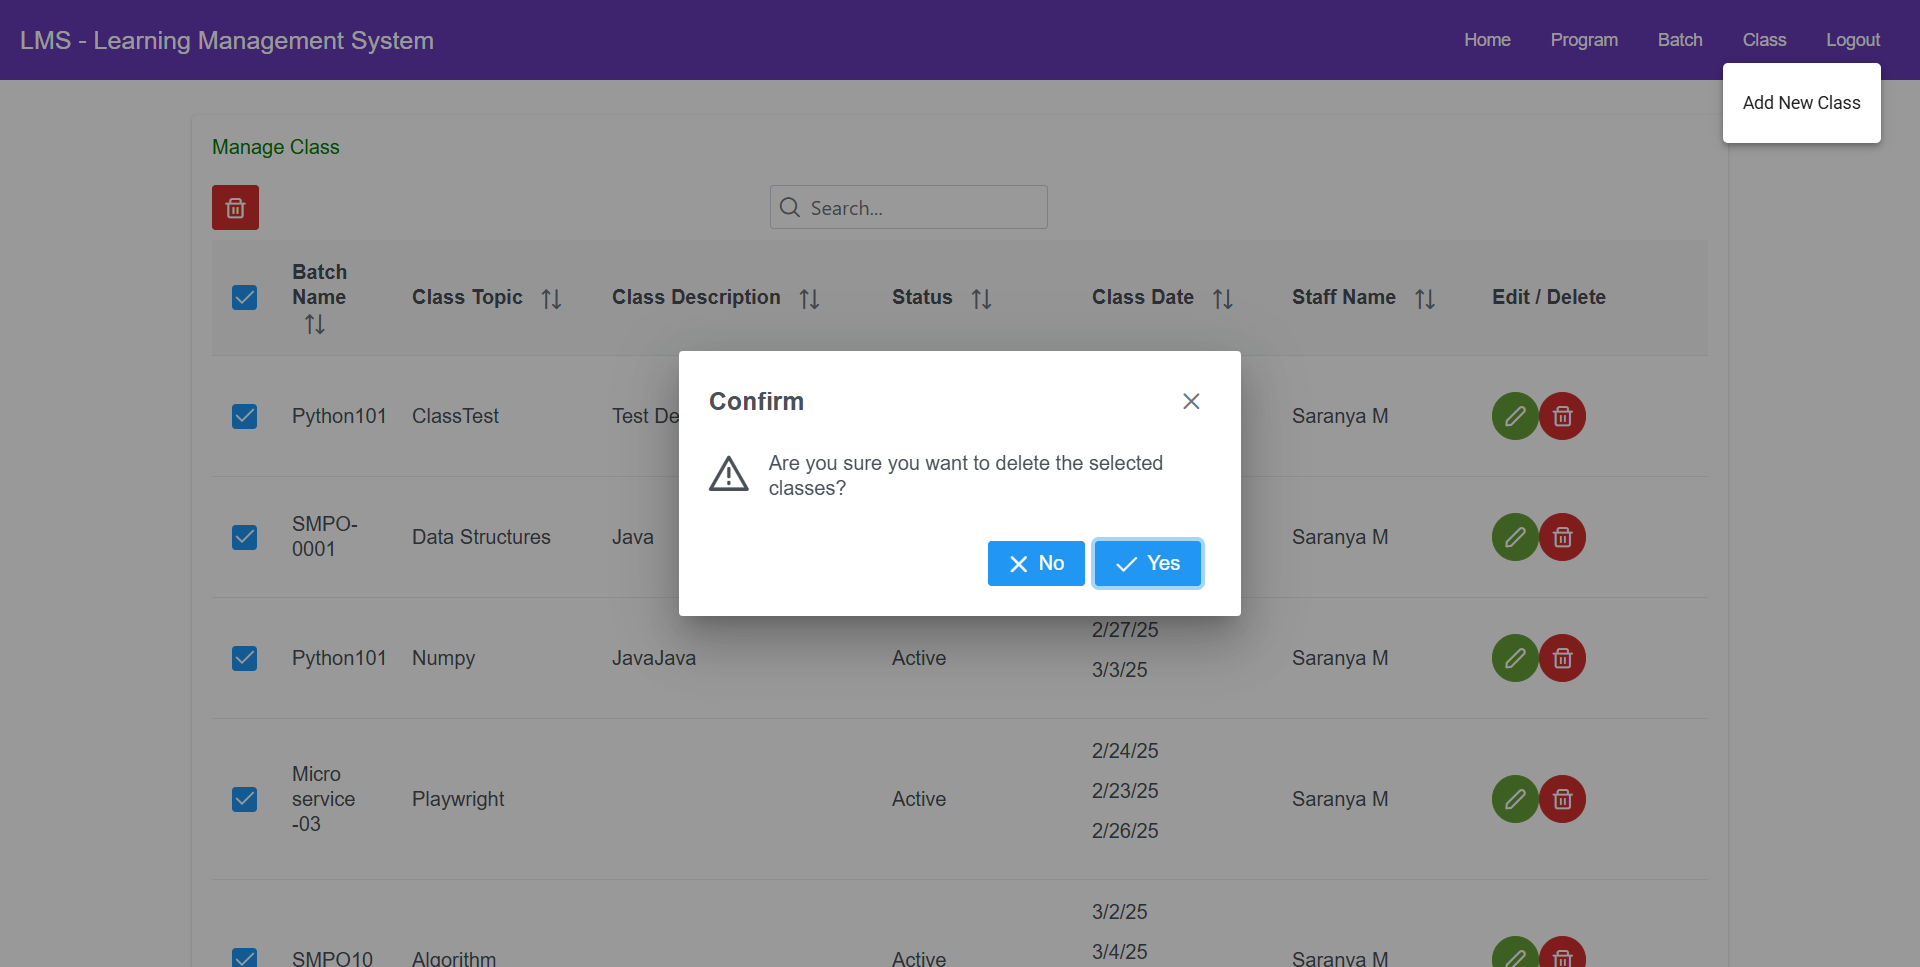 LMS - Learning Management System
Home
Program
Batch
Class
Logout
Add New Class
Manage Class
Search...
Batch
Name
Class Topic
Class Description
Status
Class Date
Staff Name
Edit / Delete
Python101
ClassTest
Test De
Saranya M
Confirm
Are you sure you want to delete the selected
classes?
No
Yes
SMPO-
0001
Data Structures
Java
Saranya M
Python101
Numpy
JavaJava
Active
2/27/25
3/3/25
Saranya M
Micro
service
-03
Playwright
Active
2/24/25
2/23/25
2/26/25
Saranya M
SMPO10
Algorithm
Active
3/2/25
3/4/25
Saranya M